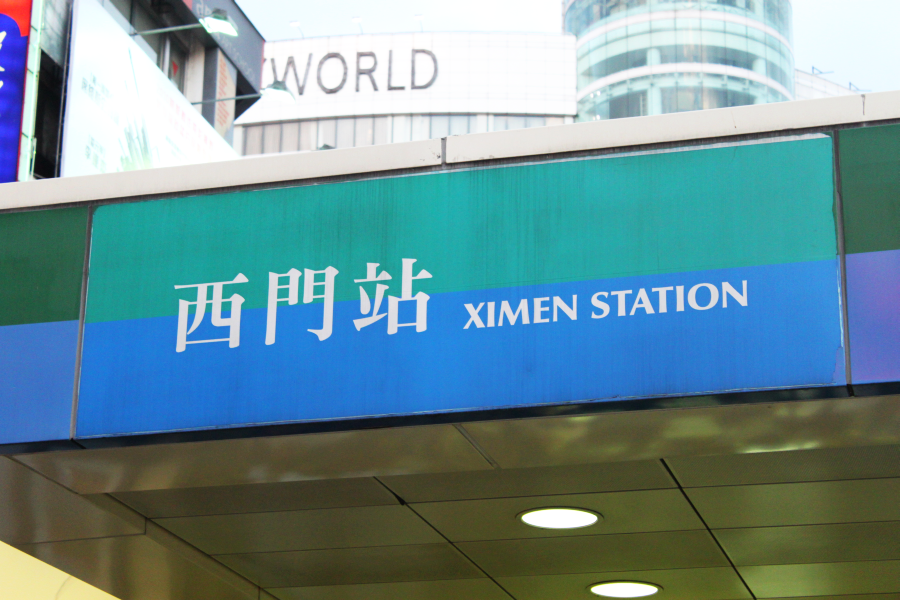 WORLD
西門站 XIMEN STATION